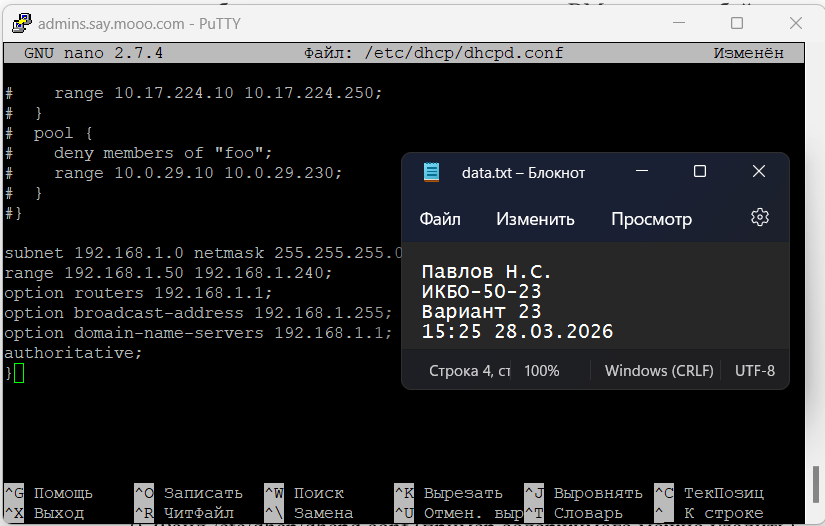 admins.say.mooo.com - PuTTY
GNU nano 2.7.4 Файл: /etc/dhcp/dhcpd.conf Изменён
#    range 10.17.224.10 10.17.224.250;
#  }
#  pool {
#    deny members of "foo";
#    range 10.0.29.10 10.0.29.230;
#  }
#}
subnet 192.168.1.0 netmask 255.255.255.0
range 192.168.1.50 192.168.1.240;
option routers 192.168.1.1;
option broadcast-address 192.168.1.255;
option domain-name-servers 192.168.1.1;
authoritative;
}
data.txt – Блокнот
Файл Изменить Просмотр
Павлов Н.С.
ИКБО-50-23
Вариант 23
15:25 28.03.2026
Строка 4, ст 100% Windows (CRLF) UTF-8
^G Помощь ^O Записать ^W Поиск ^K Вырезать ^J Выровнять ^C ТекПозиц
^X Выход ^R ЧитФайл ^\ Замена ^U Отмен. выр ^T Словарь ^_ К строке